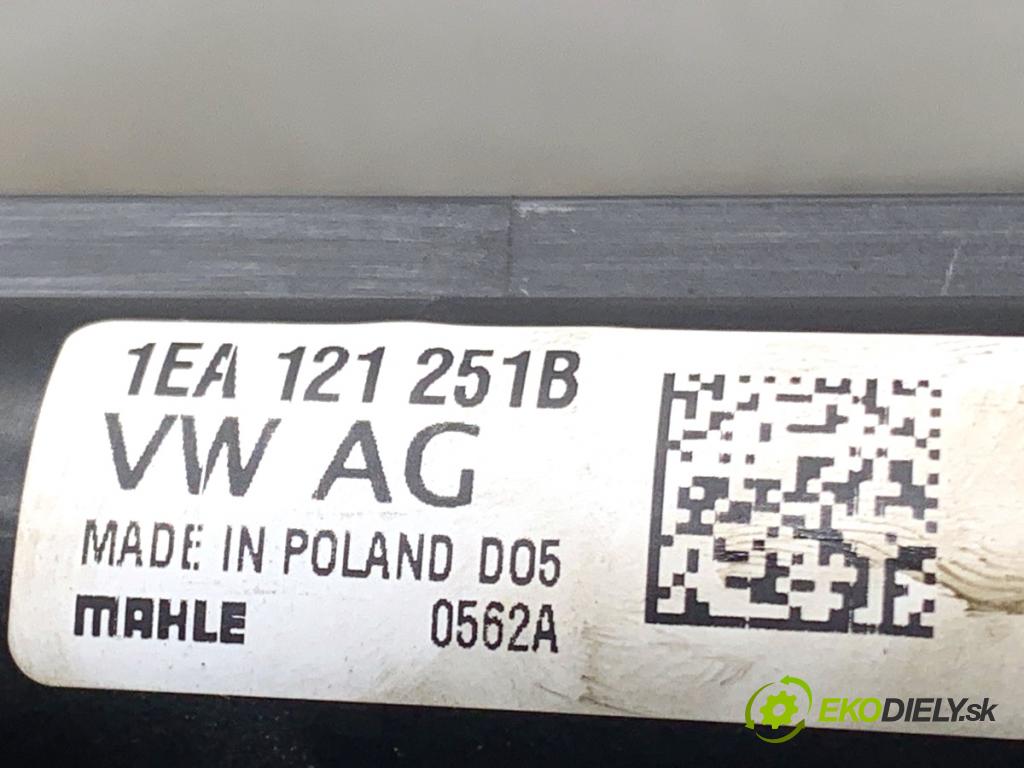 1EA 121 251B
VW AG
MADE IN POLAND D05
MAHLE 0562A
EKODIELY.sk